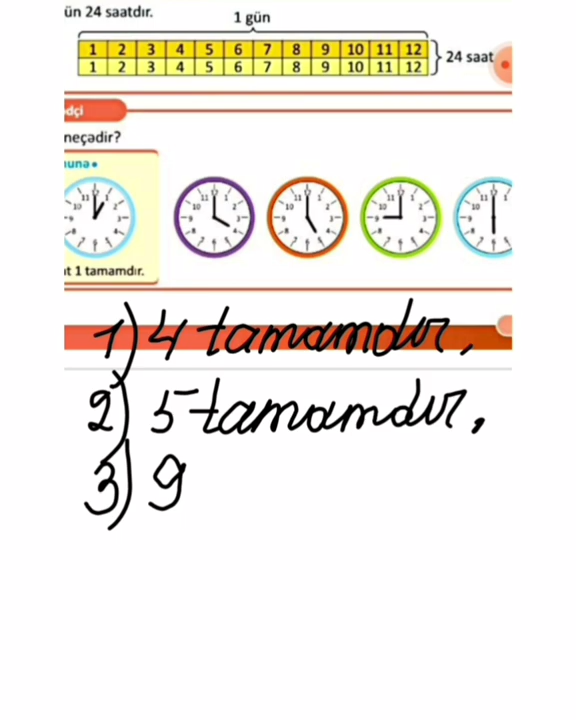 ün 24 saatdır.
1 gün
1 2 3 4 5 6 7 8 9 10 11 12
1 2 3 4 5 6 7 8 9 10 11 12
24 saat
dçi
neçədir?
unə
t 1 tamamdır.
1) 4 tamamdır,
2) 5 tamamdır,
3) 9